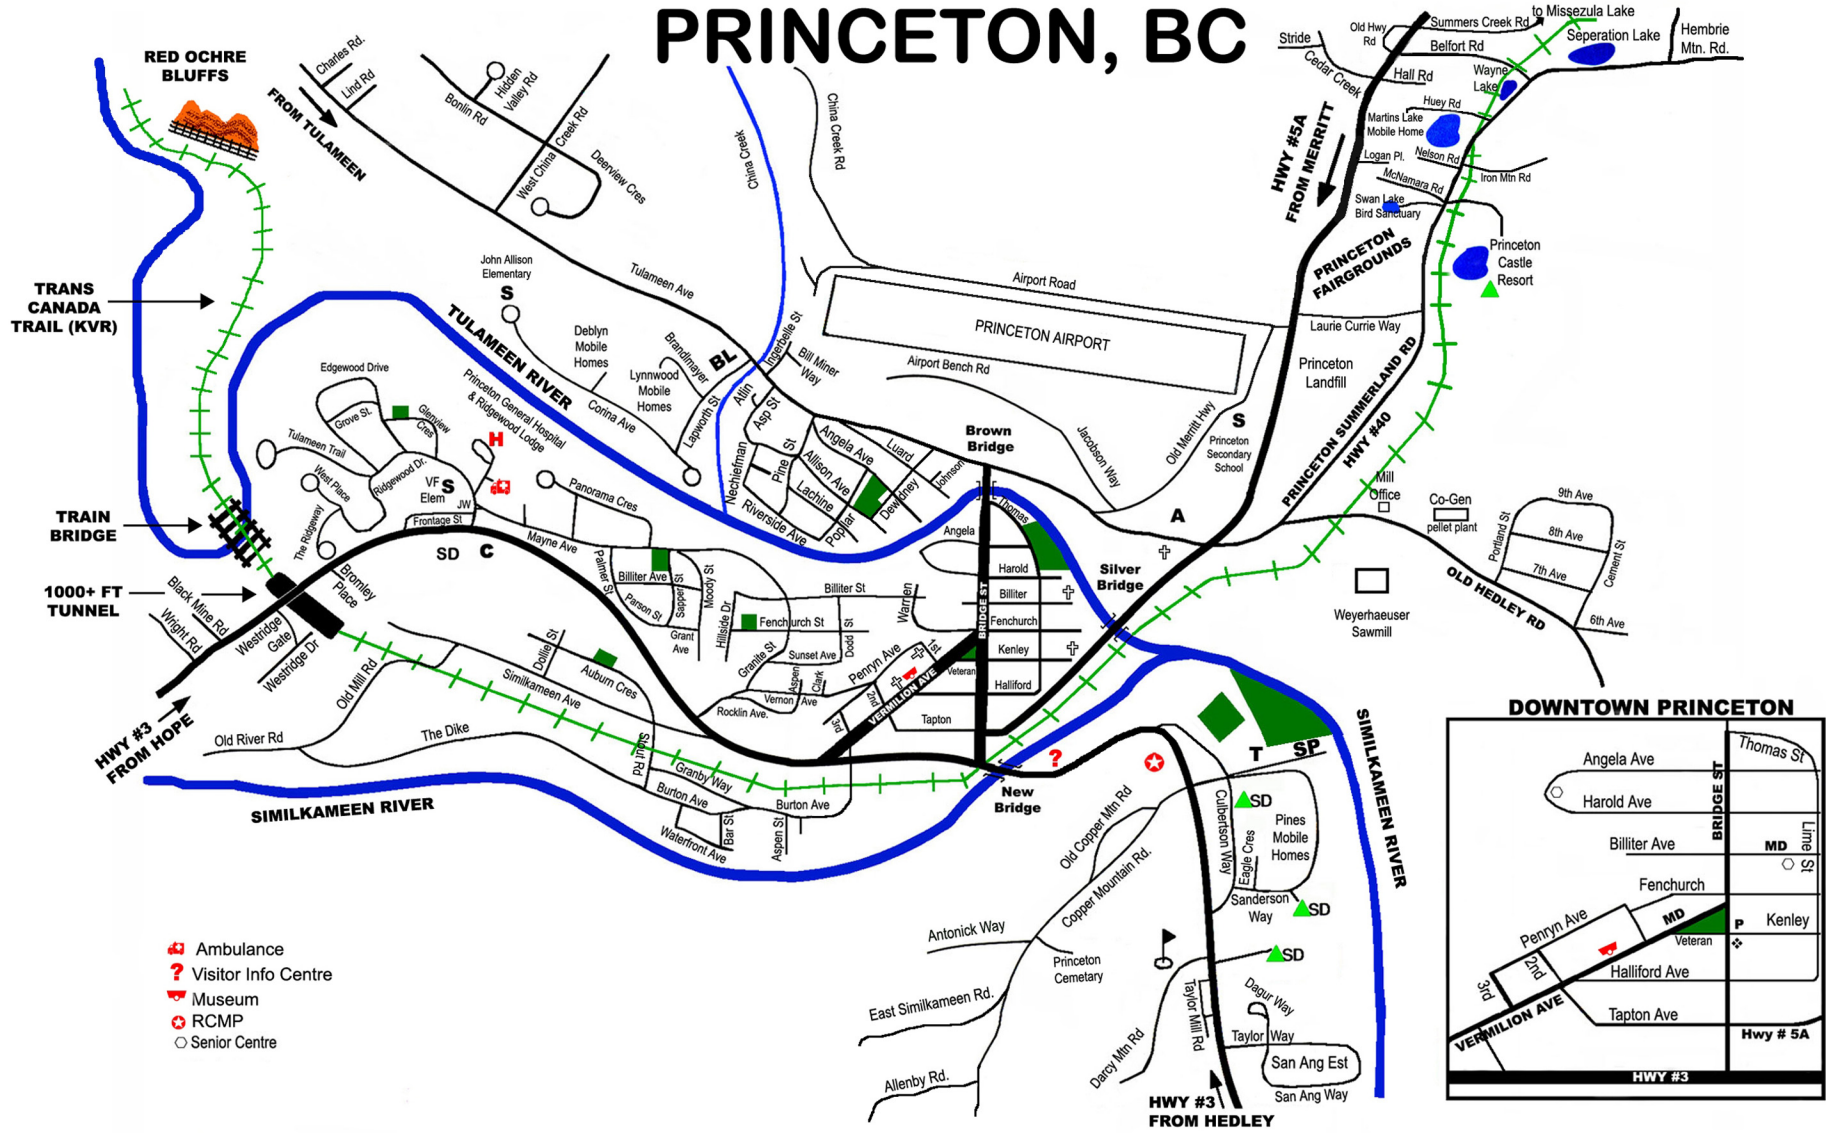 PRINCETON, BC
RED OCHRE
BLUFFS
Charles Rd.
Lind Rd
FROM TULAMEEN
Bonlin Rd
Hidden
Valley Rd
West China Creek Rd
Deerview Cres
China Creek
China Creek Rd
Stride
Cedar Creek
Old Hwy
Rd
Summers Creek Rd
to Missezula Lake
Belfort Rd
Seperation Lake
Hembrie
Mtn. Rd.
Hall Rd
Wayne
Lake
Huey Rd
Martins Lake
Mobile Home
Logan Pl.
Nelson Rd
Iron Mtn Rd
McNamara Rd
Swan Lake
Bird Sanctuary
HWY #5A
FROM MERRITT
PRINCETON
FAIRGROUNDS
Princeton
Castle
Resort
TRANS
CANADA
TRAIL (KVR)
John Allison
Elementary
S
Tulameen Ave
Airport Road
PRINCETON AIRPORT
Airport Bench Rd
Laurie Currie Way
Princeton
Landfill
PRINCETON SUMMERLAND RD
HWY #40
TULAMEEN RIVER
Deblyn
Mobile
Homes
Brandlmayer
BL
Ingerbelle St
Bill Miner
Way
Lynnwood
Mobile
Homes
Corina Ave
Lapworth St
Atlin
Asp St
Edgewood Drive
Grove St.
Glenview
Cres
Princeton General Hospital
& Ridgewood Lodge
H
Tulameen Trail
Ridgewood Dr.
West Place
VF
Elem
S
JW
Frontage St
The Ridgeway
Panorama Cres
Mayne Ave
SD
C
Nechiefman
Pine St
Angela Ave
Allison Ave
Lachine
Luard
Johnson
Dewdney
Riverside Ave
Poplar
Brown
Bridge
Jacobson Way
Old Merritt Hwy
S
Princeton
Secondary
School
A
Mill
Office
Co-Gen
pellet plant
9th Ave
8th Ave
7th Ave
6th Ave
Portland St
Cement St
OLD HEDLEY RD
Weyerhaeuser
Sawmill
TRAIN
BRIDGE
1000+ FT
TUNNEL
Black Mine Rd
Wright Rd
Westridge
Gate
Westridge Dr
Bromley
Place
HWY #3
FROM HOPE
Palmer St
Billiter Ave
Parson St
Sapper St
Moody St
Grant
Ave
Hillside Dr
Billiter St
Fenchurch St
Granite St
Sunset Ave
Dodd St
Warren
Aspen
Clark
Vernon Ave
Rocklin Ave.
Penryn Ave
1st
2nd
3rd
VERMILION AVE
Veteran
Tapton
Angela
Thomas
Harold
Billiter
Fenchurch
Kenley
Halliford
BRIDGE ST
Silver
Bridge
Old Mill Rd
Old River Rd
The Dike
Dollie St
Auburn Cres
Similkameen Ave
Stout Rd
Granby Way
Burton Ave
Burton Ave
Waterfront Ave
Bar St
Aspen St
SIMILKAMEEN RIVER
?
New
Bridge
T
SP
SIMILKAMEEN RIVER
Old Copper Mtn Rd
Copper Mountain Rd.
Culbertson Way
SD
Eagle Cres
Pines
Mobile
Homes
Sanderson
Way
SD
SD
Antonick Way
Princeton
Cemetary
East Similkameen Rd.
Allenby Rd.
Darcy Mtn Rd
Taylor Mill Rd
Dagur Way
Taylor Way
San Ang Est
San Ang Way
HWY #3
FROM HEDLEY
Ambulance
? Visitor Info Centre
Museum
RCMP
Senior Centre
DOWNTOWN PRINCETON
Angela Ave
Thomas St
Harold Ave
BRIDGE ST
Billiter Ave
MD
Lime St
Fenchurch
Penryn Ave
MD
P
Kenley
Veteran
2nd
3rd
Halliford Ave
Tapton Ave
VERMILION AVE
Hwy # 5A
HWY #3